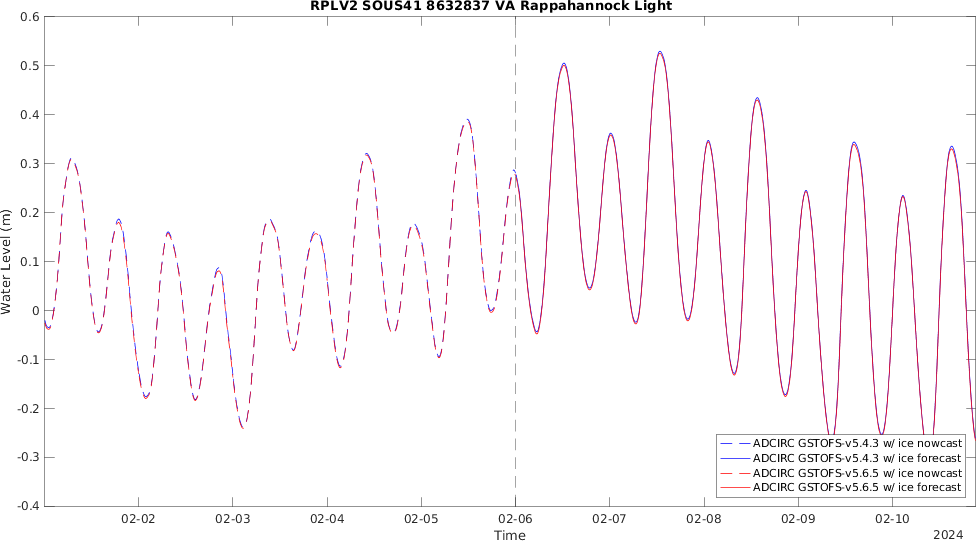 RPLV2 SOUS41 8632837 VA Rappahannock Light
Water Level (m)
0.6
0.5
0.4
0.3
0.2
0.1
0
-0.1
-0.2
-0.3
-0.4
ADCIRC GSTOFS-v5.4.3 w/ ice nowcast
ADCIRC GSTOFS-v5.4.3 w/ ice forecast
ADCIRC GSTOFS-v5.6.5 w/ ice nowcast
ADCIRC GSTOFS-v5.6.5 w/ ice forecast
02-02 02-03 02-04 02-05 02-06 02-07 02-08 02-09 02-10
Time
2024